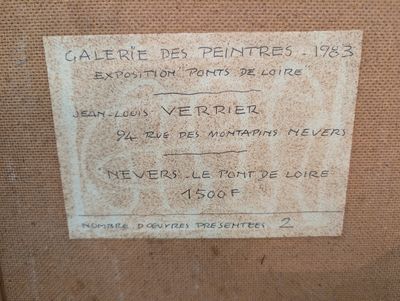 GALERIE DES PEINTRES - 1983
EXPOSITION "PONTS DE LOIRE"
JEAN-LOUIS VERRIER
94 RUE DES MONTAPINS NEVERS
NEVERS - LE PONT DE LOIRE
1500F
NOMBRE D'ŒUVRES PRESENTEES 2